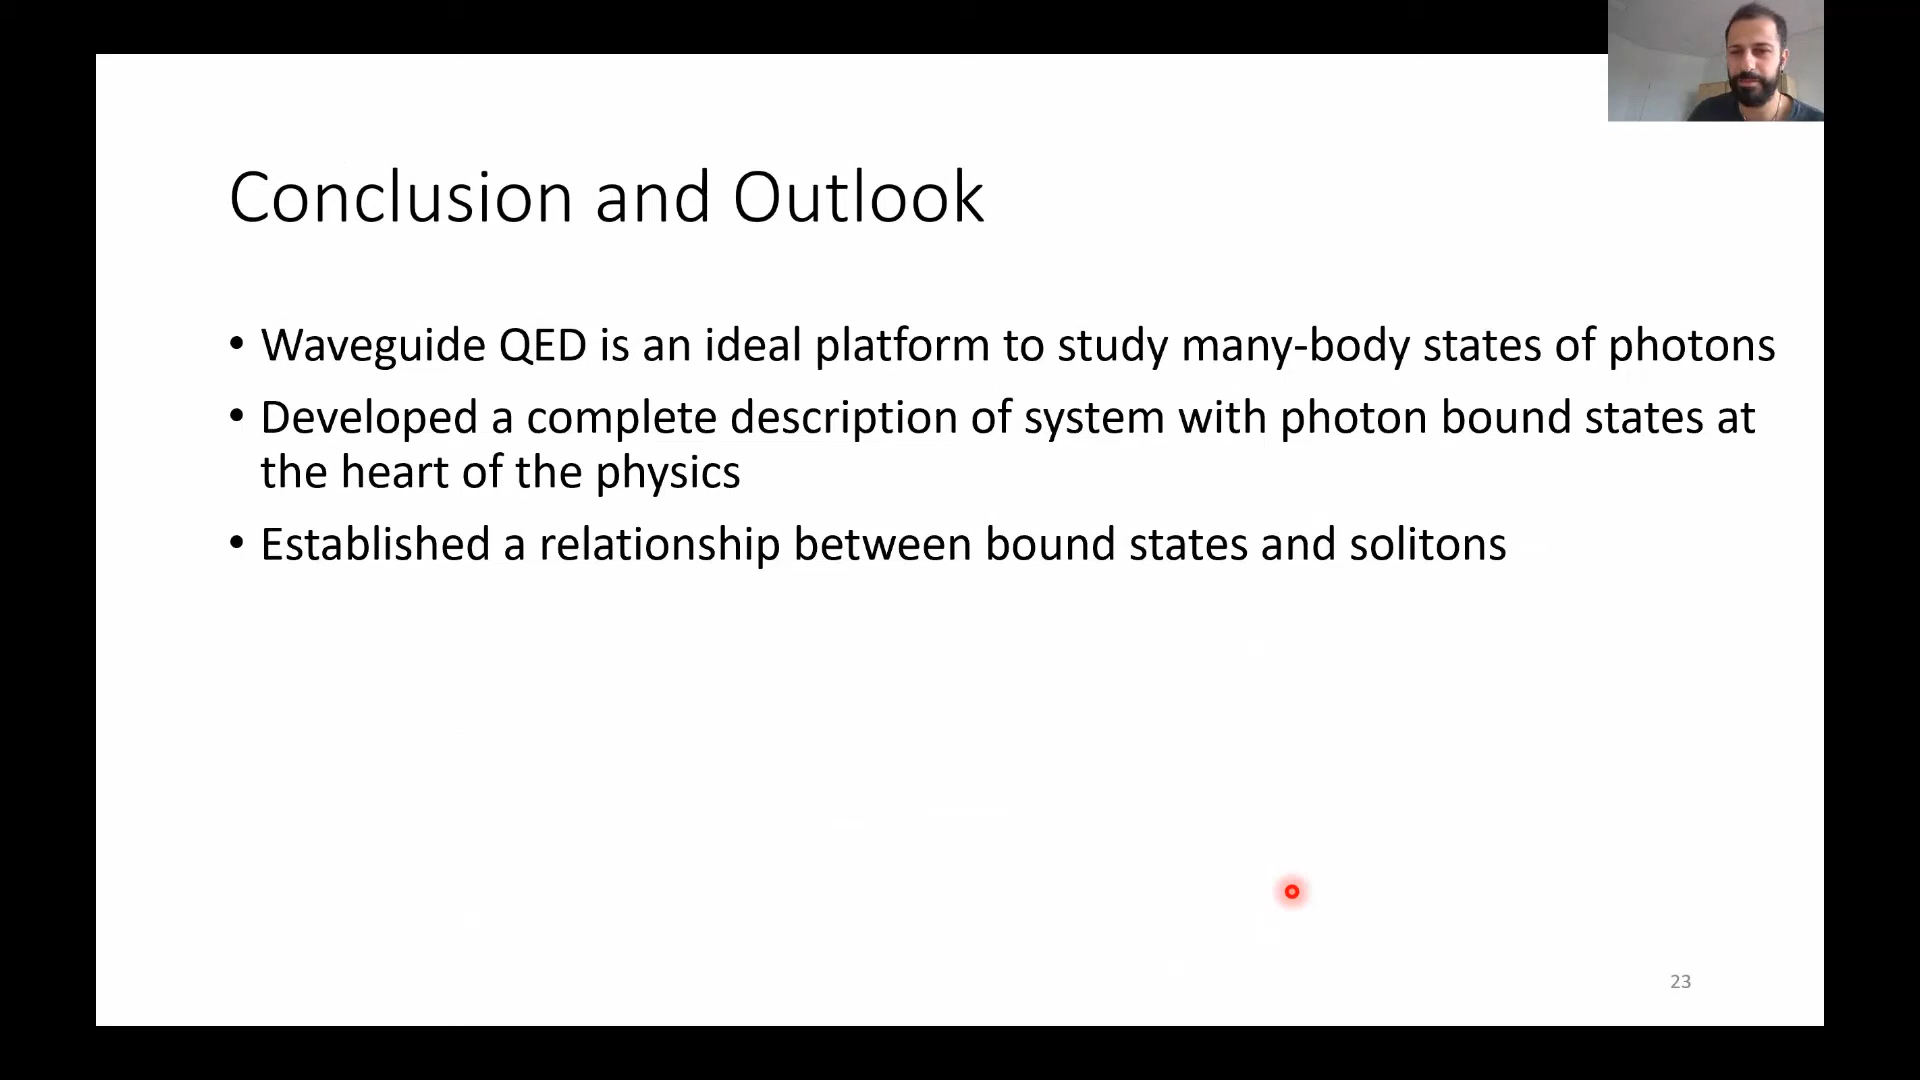 Conclusion and Outlook
• Waveguide QED is an ideal platform to study many-body states of photons
• Developed a complete description of system with photon bound states at
the heart of the physics
• Established a relationship between bound states and solitons
23